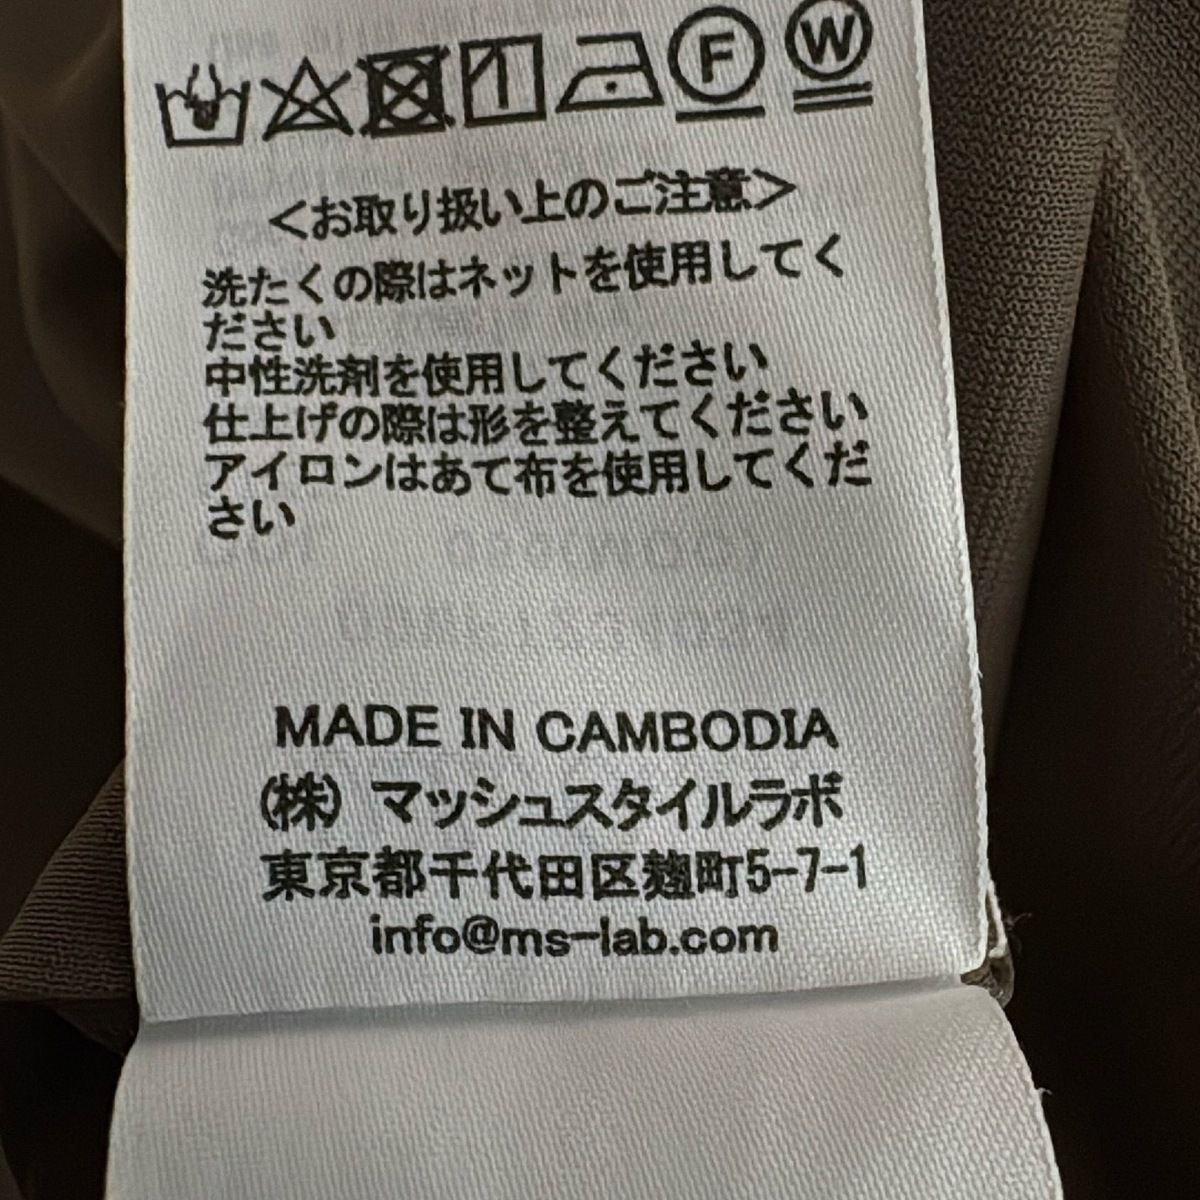 F W
<お取り扱い上のご注意>
洗たくの際はネットを使用してく
ださい
中性洗剤を使用してください
仕上げの際は形を整えてください
アイロンはあて布を使用してくだ
さい
MADE IN CAMBODIA
(株) マッシュスタイルラボ
東京都千代田区麹町5-7-1
info@ms-lab.com